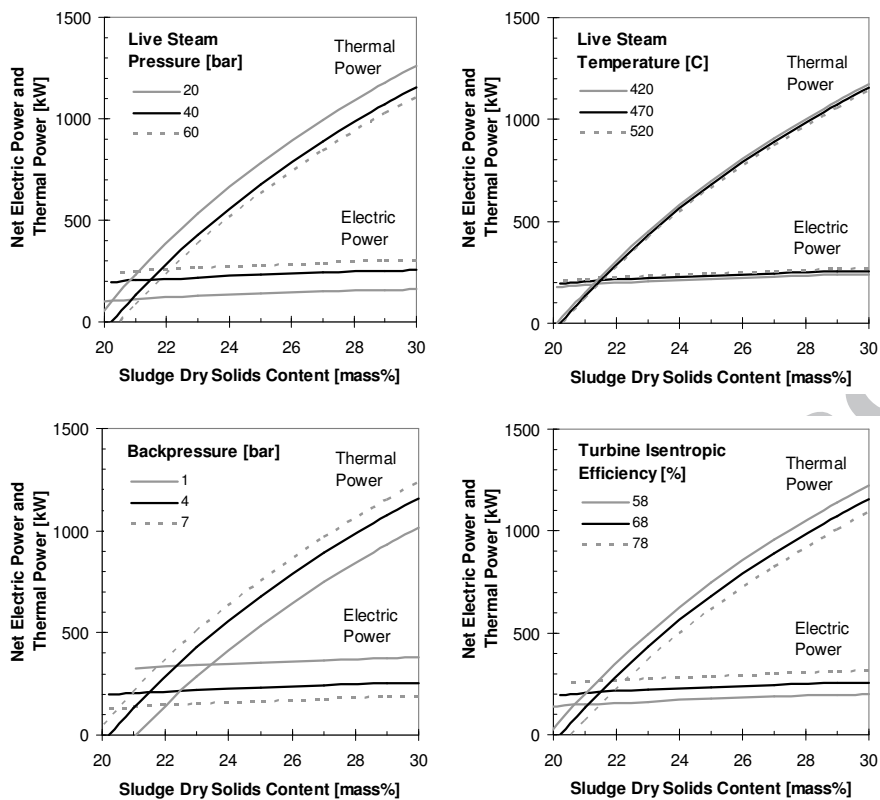 Net Electric Power and
Thermal Power [kW]
1500
1000
500
0
Live Steam
Pressure [bar]
20
40
60
Thermal
Power
Electric
Power
20 22 24 26 28 30
Sludge Dry Solids Content [mass%]
Net Electric Power and
Thermal Power [kW]
1500
1000
500
0
Live Steam
Temperature [C]
420
470
520
Thermal
Power
Electric
Power
20 22 24 26 28 30
Sludge Dry Solids Content [mass%]
Net Electric Power and
Thermal Power [kW]
1500
1000
500
0
Backpressure [bar]
1
4
7
Thermal
Power
Electric
Power
20 22 24 26 28 30
Sludge Dry Solids Content [mass%]
Net Electric Power and
Thermal Power [kW]
1500
1000
500
0
Turbine Isentropic
Efficiency [%]
58
68
78
Thermal
Power
Electric
Power
20 22 24 26 28 30
Sludge Dry Solids Content [mass%]